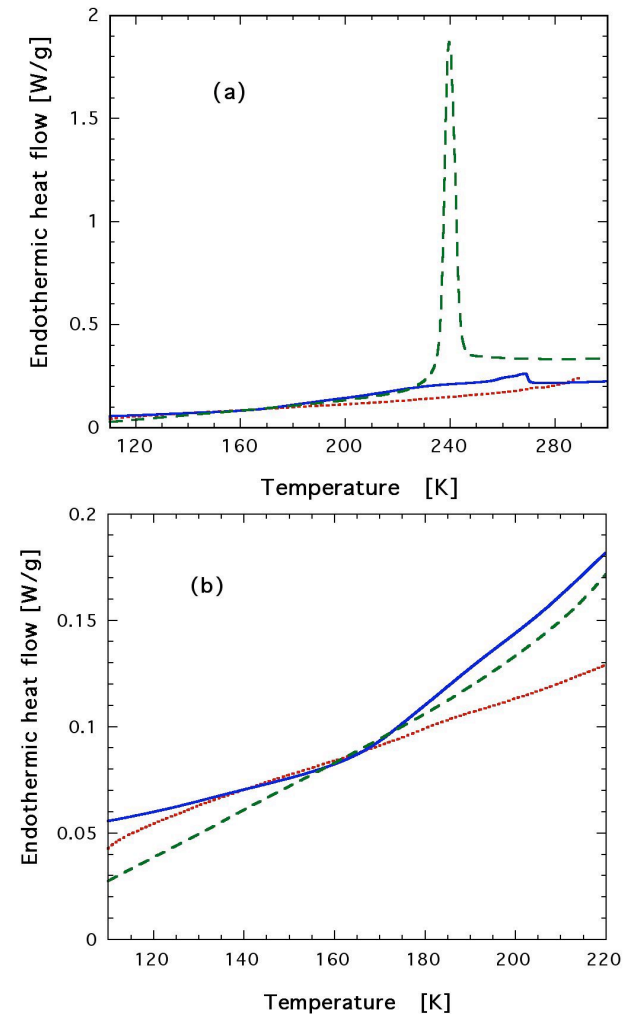 2
1.5
1
0.5
0
Endothermic heat flow [W/g]
(a)
120 160 200 240 280
Temperature [K]
0.2
0.15
0.1
0.05
0
Endothermic heat flow [W/g]
(b)
120 140 160 180 200 220
Temperature [K]